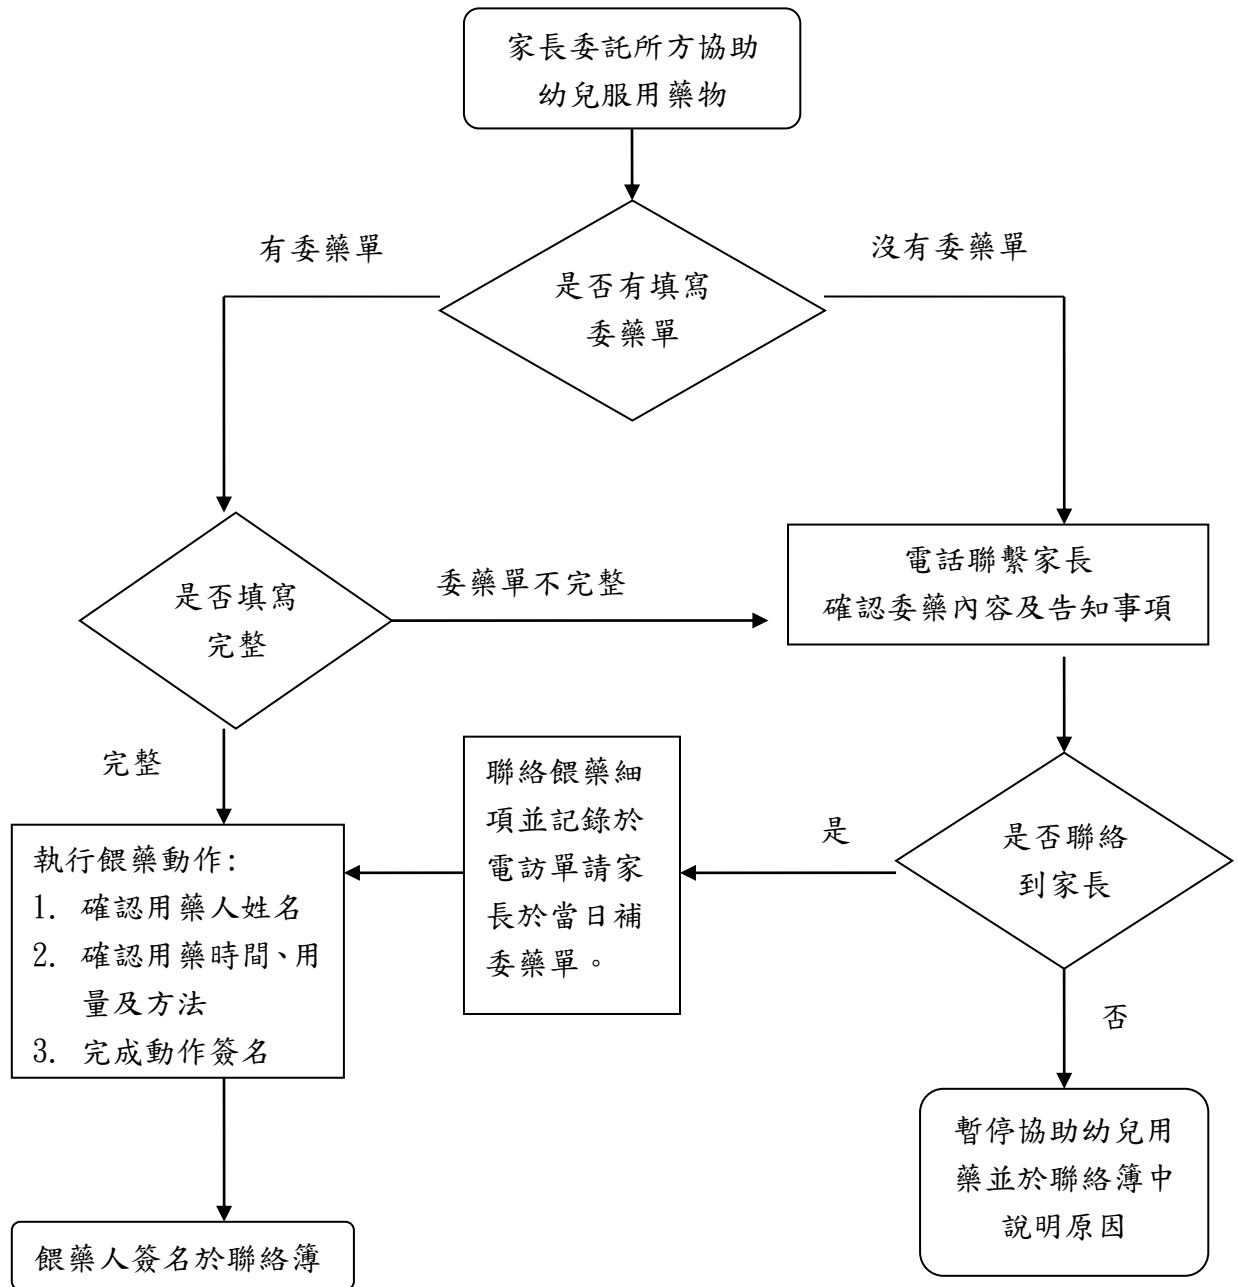 家長委託所方協助
幼兒服用藥物
有委藥單
沒有委藥單
是否有填寫
委藥單
是否填寫
完整
委藥單不完整
電話聯繫家長
確認委藥內容及告知事項
完整
聯絡餵藥細
項並記錄於
電訪單請家
長於當日補
委藥單。
是
是否聯絡
到家長
執行餵藥動作:
1. 確認用藥人姓名
2. 確認用藥時間、用
量及方法
3. 完成動作簽名
否
暫停協助幼兒用
藥並於聯絡簿中
說明原因
餵藥人簽名於聯絡簿